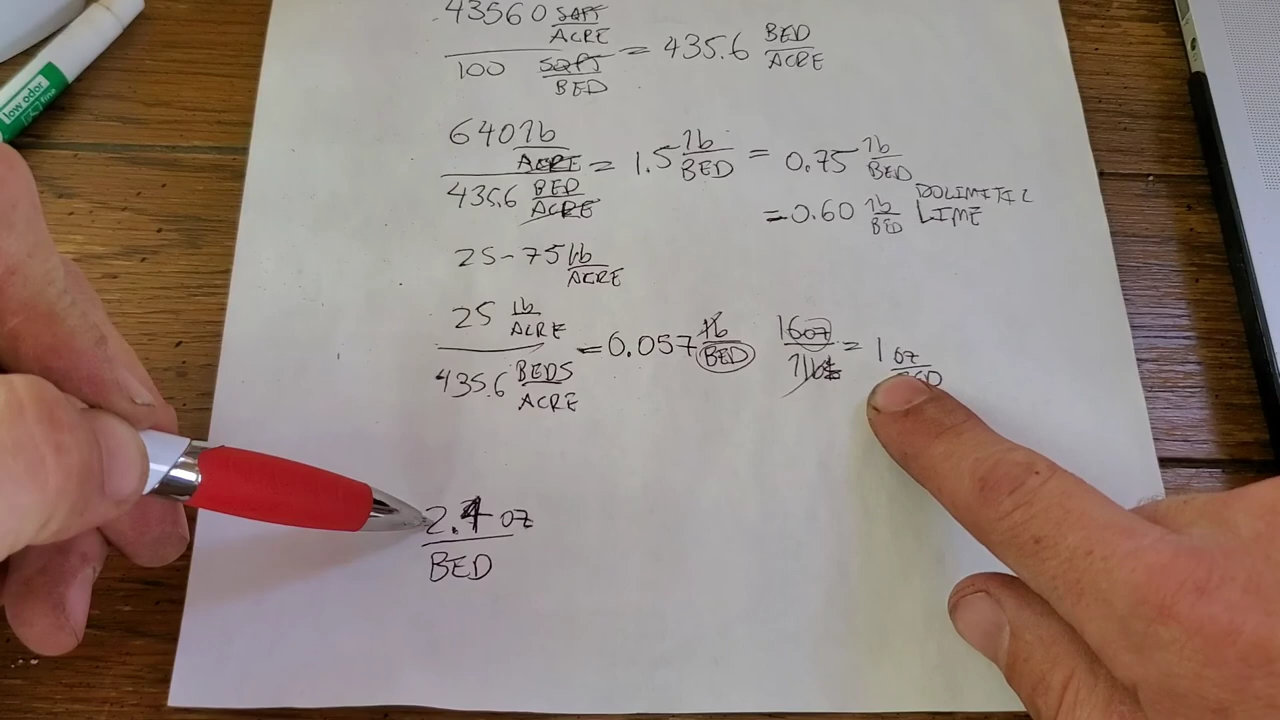 43560 SQFT/ACRE
100 SQFT/BED = 435.6 BED/ACRE
low odor
fine
640 lb/ACRE
435.6 BED/ACRE = 1.5 lb/BED = 0.75 lb/BED
= 0.60 lb/BED DOLIMITIC LIME
25-75 lb/ACRE
25 lb/ACRE
435.6 BEDS/ACRE = 0.057 lb/BED 16oz/1lb = 1 oz/BED
2.4 oz
BED